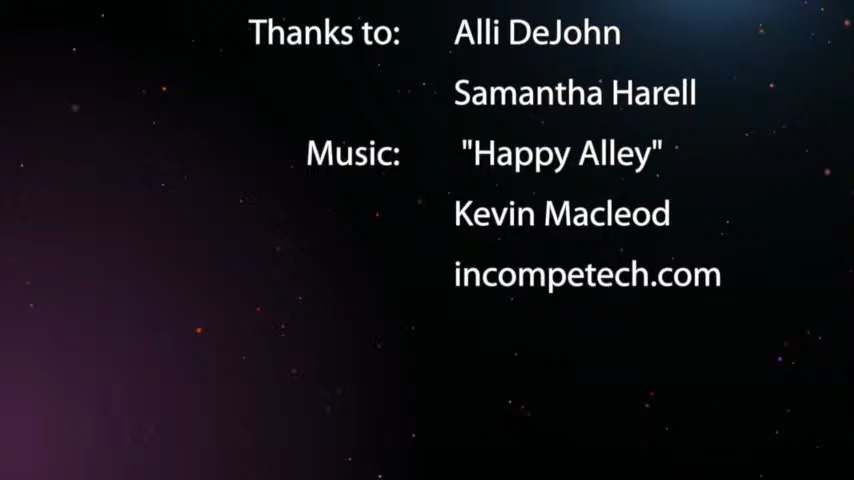 Thanks to: Alli DeJohn
Samantha Harell
Music: "Happy Alley"
Kevin Macleod
incompetech.com